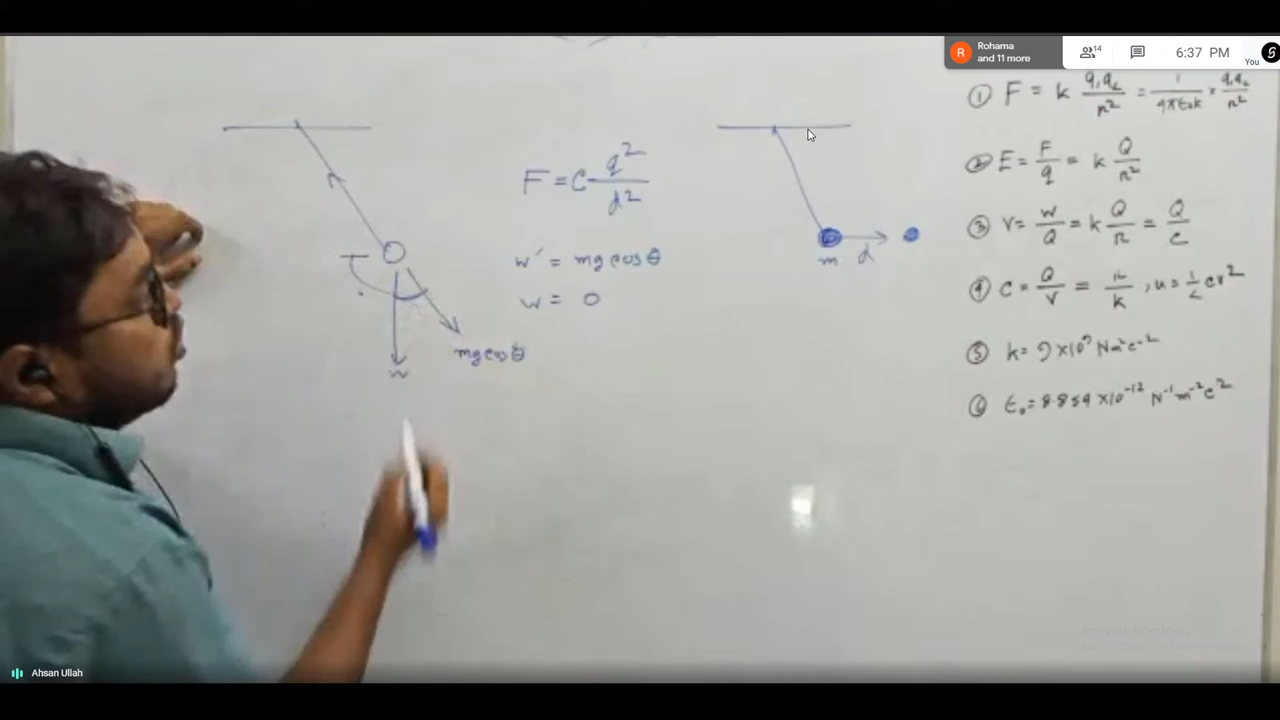 Rohama
and 11 more
14
6:37 PM
You
F = C q²/d²
w′ = mg cos θ
w = 0
mg cos θ
w
m d
① F = k q₁q₂/r² = 1/4πε₀k × q₁q₂/r²
② E = F/q = k Q/r²
③ V = W/Q = k Q/r = Q/C
④ C = Q/V = r/k , u = ½ cv²
⑤ k = 9 × 10⁹ Nm²c⁻²
⑥ ε₀ = 8.854 × 10⁻¹² N⁻¹m⁻²c²
Activate Windows
Ahsan Ullah